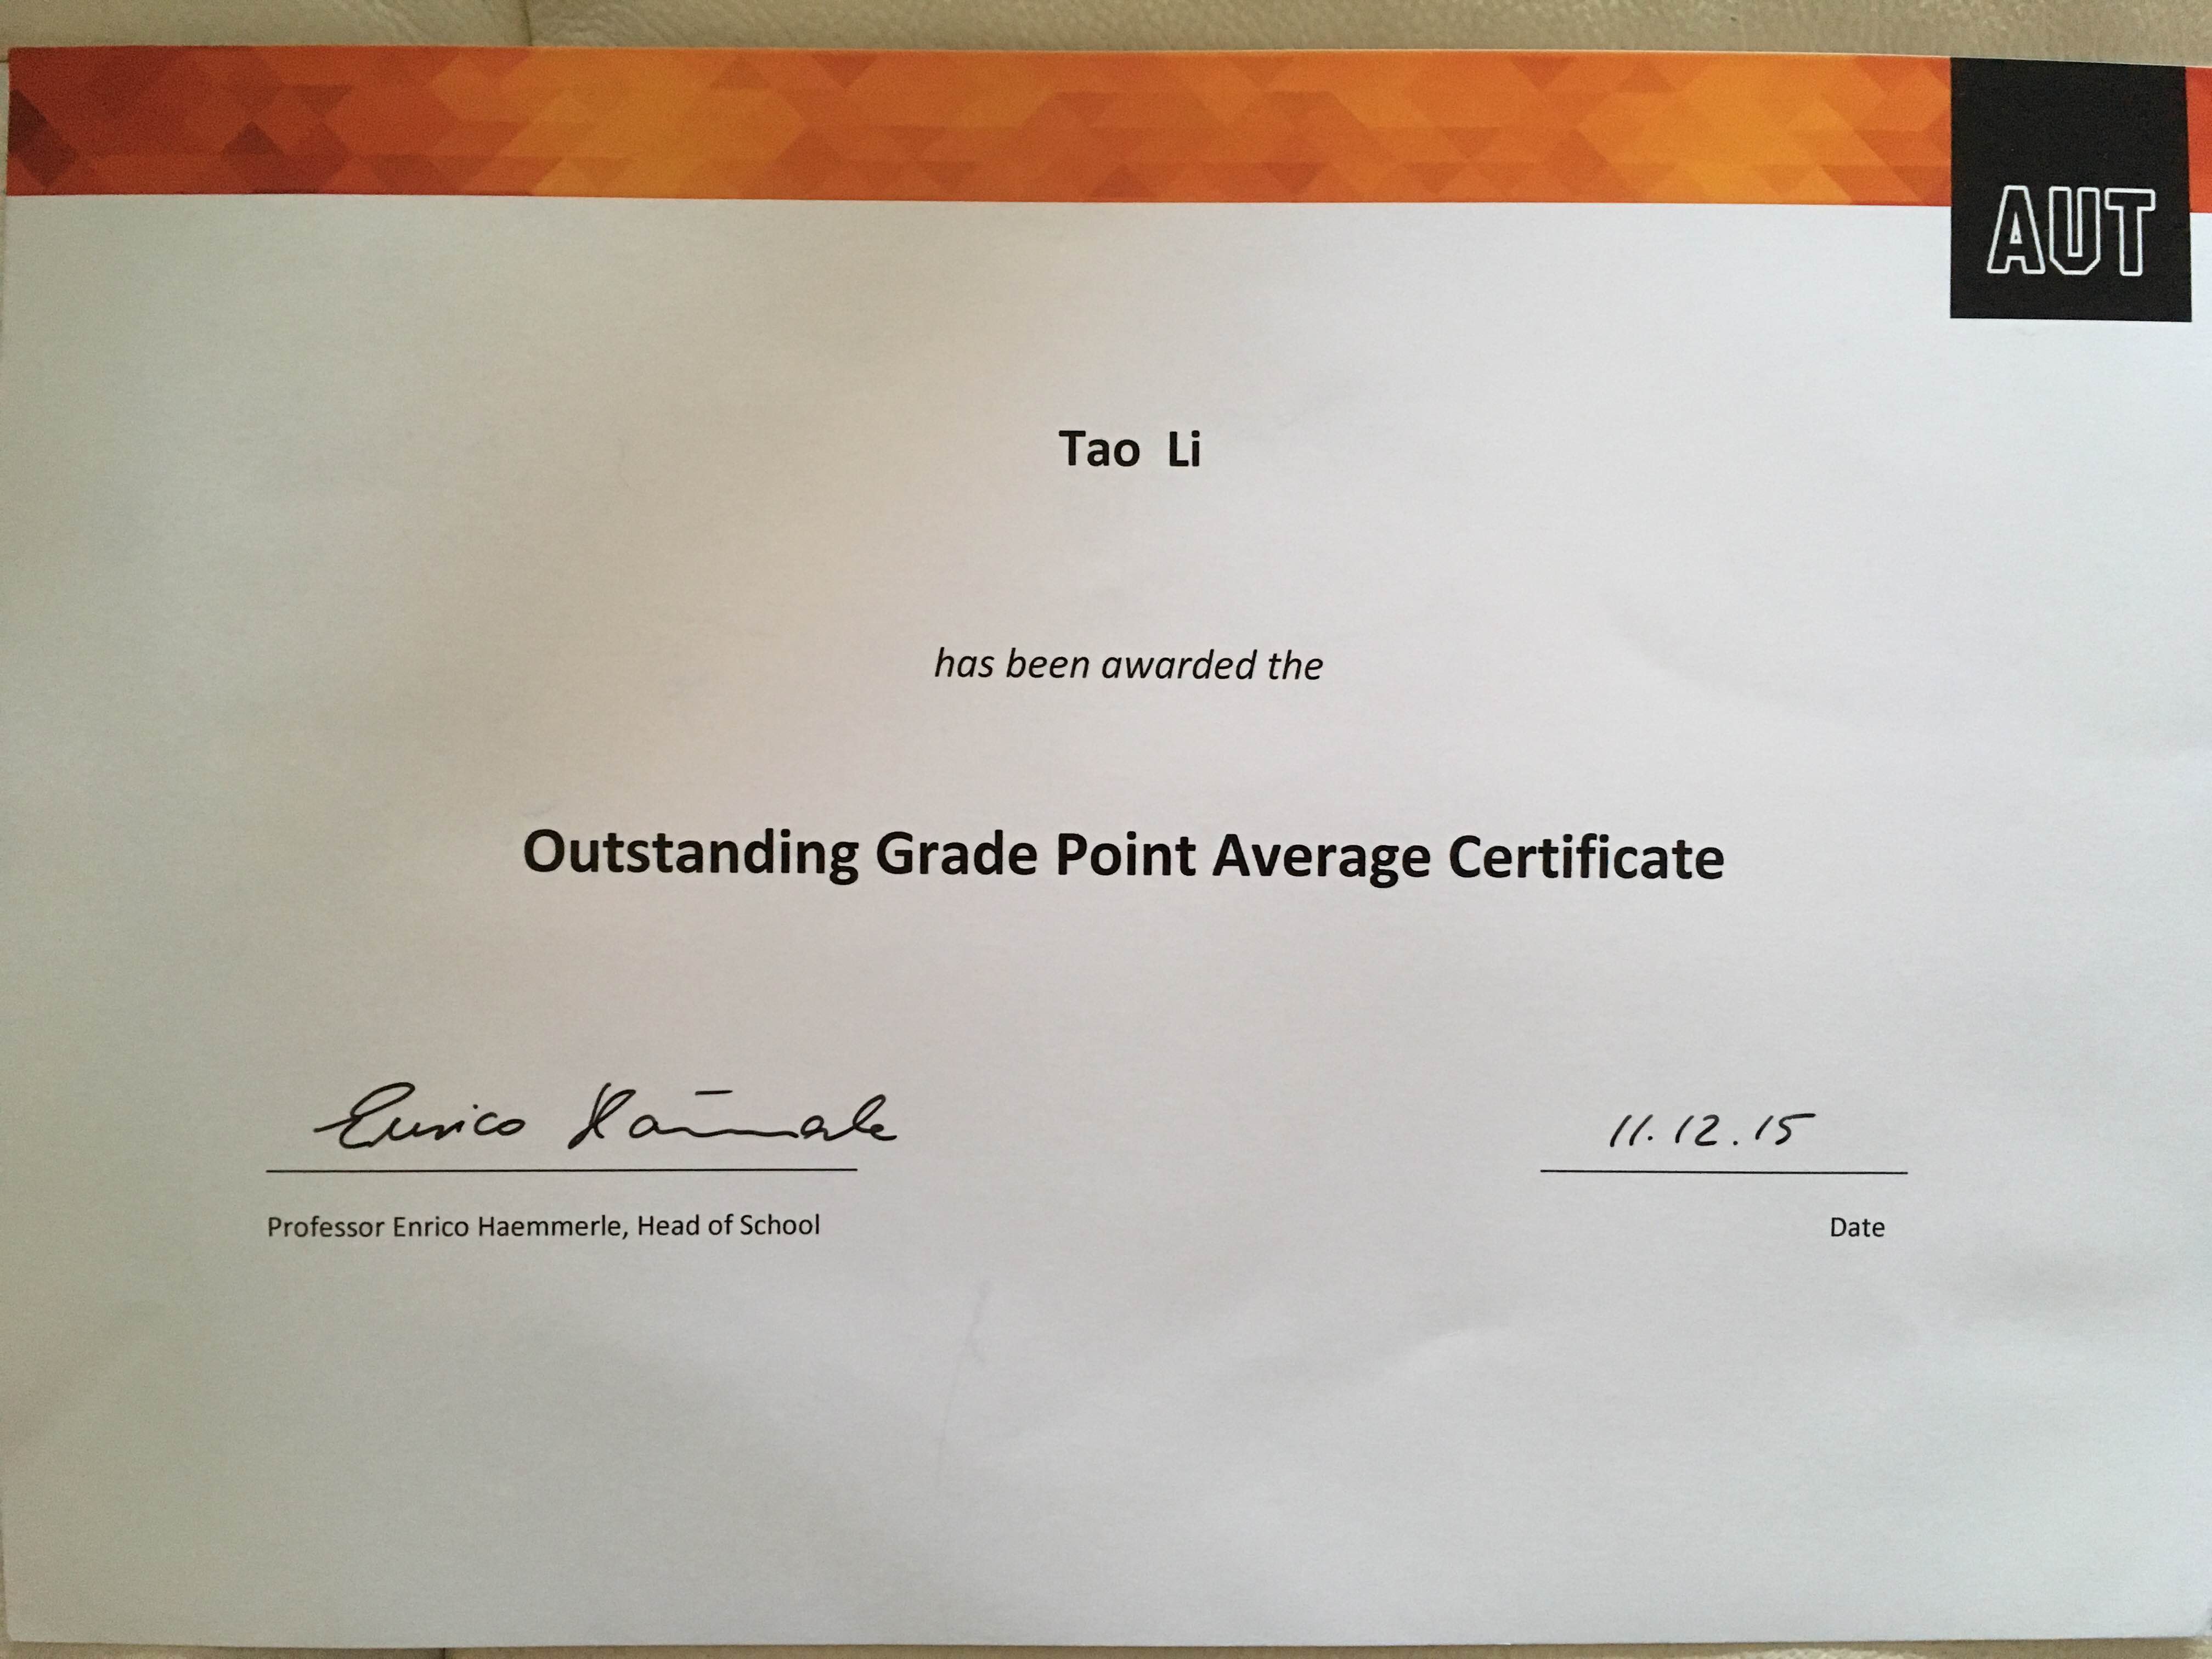 AUT
Tao Li
has been awarded the
Outstanding Grade Point Average Certificate
Enrico Haemmerle
11.12.15
Professor Enrico Haemmerle, Head of School
Date